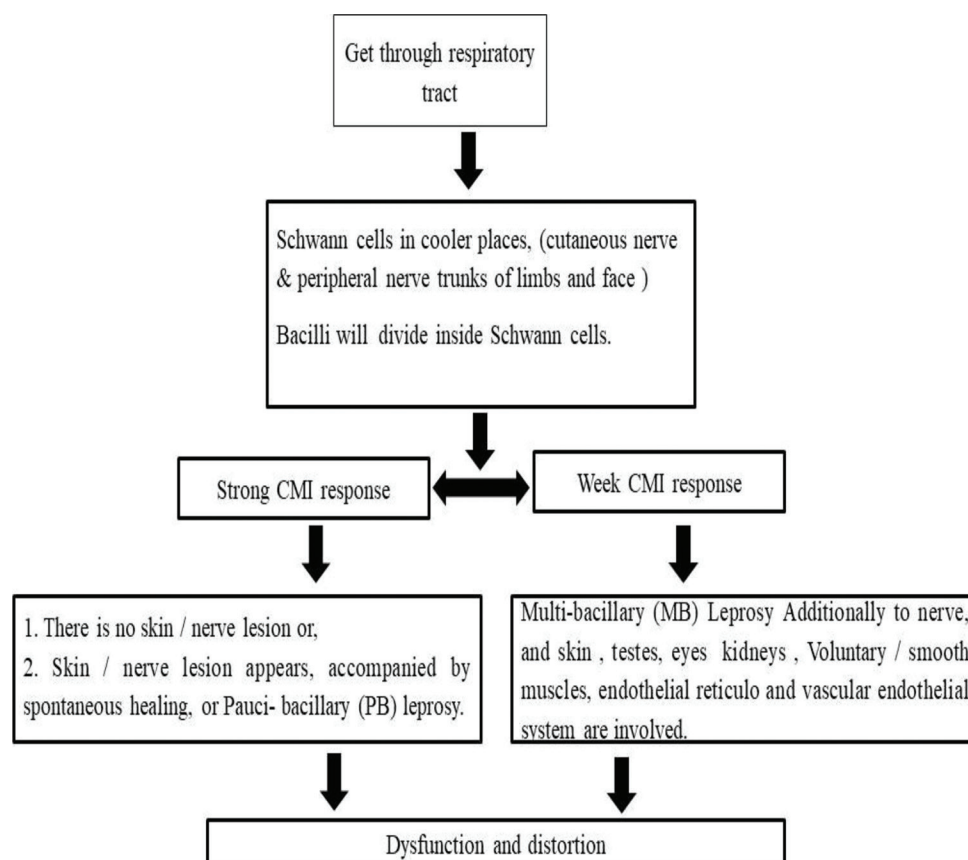 Get through respiratory
tract
Schwann cells in cooler places, (cutaneous nerve
& peripheral nerve trunks of limbs and face )
Bacilli will divide inside Schwann cells.
Strong CMI response
Week CMI response
1. There is no skin / nerve lesion or,
2. Skin / nerve lesion appears, accompanied by
spontaneous healing, or Pauci- bacillary (PB) leprosy.
Multi-bacillary (MB) Leprosy Additionally to nerve,
and skin , testes, eyes kidneys , Voluntary / smooth
muscles, endothelial reticulo and vascular endothelial
system are involved.
Dysfunction and distortion